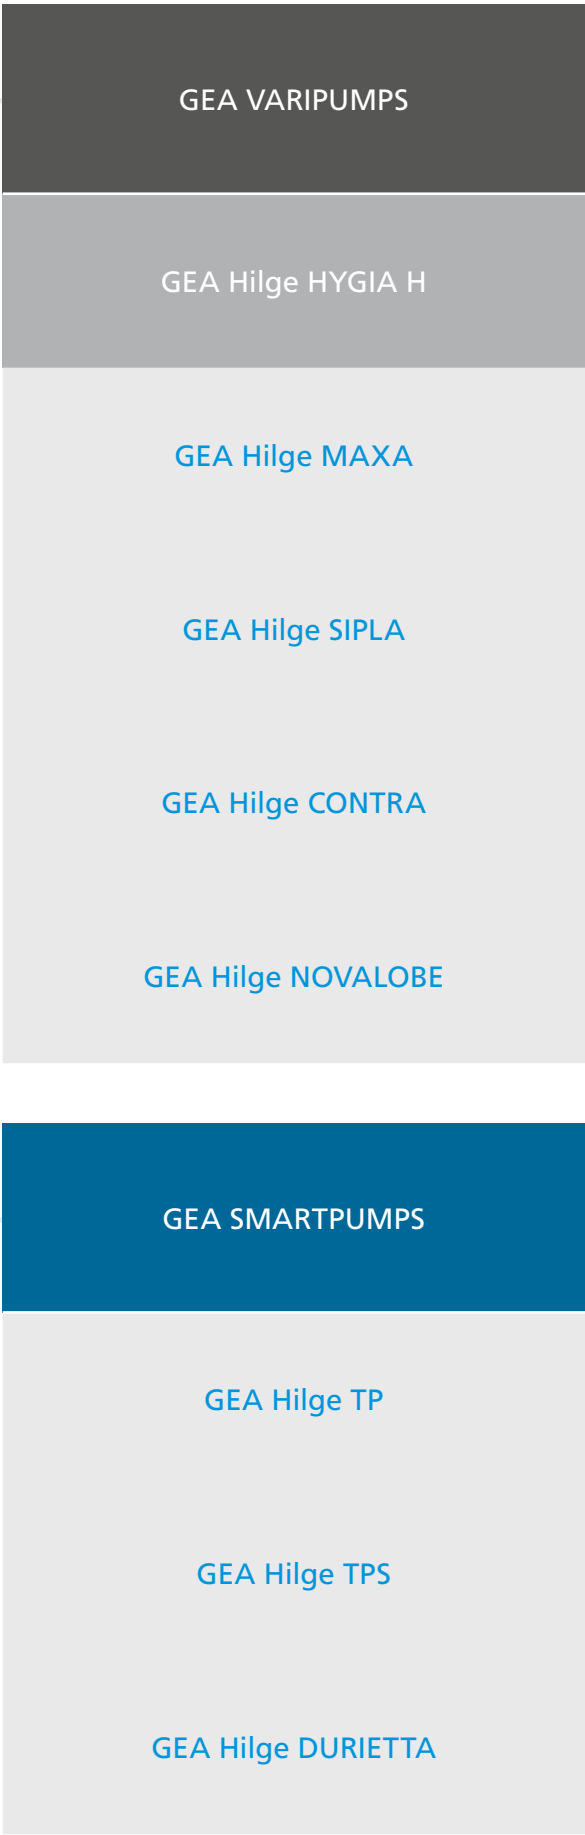 GEA VARIPUMPS
GEA Hilge HYGIA H
GEA Hilge MAXA
GEA Hilge SIPLA
GEA Hilge CONTRA
GEA Hilge NOVALOBE
GEA SMARTPUMPS
GEA Hilge TP
GEA Hilge TPS
GEA Hilge DURIETTA